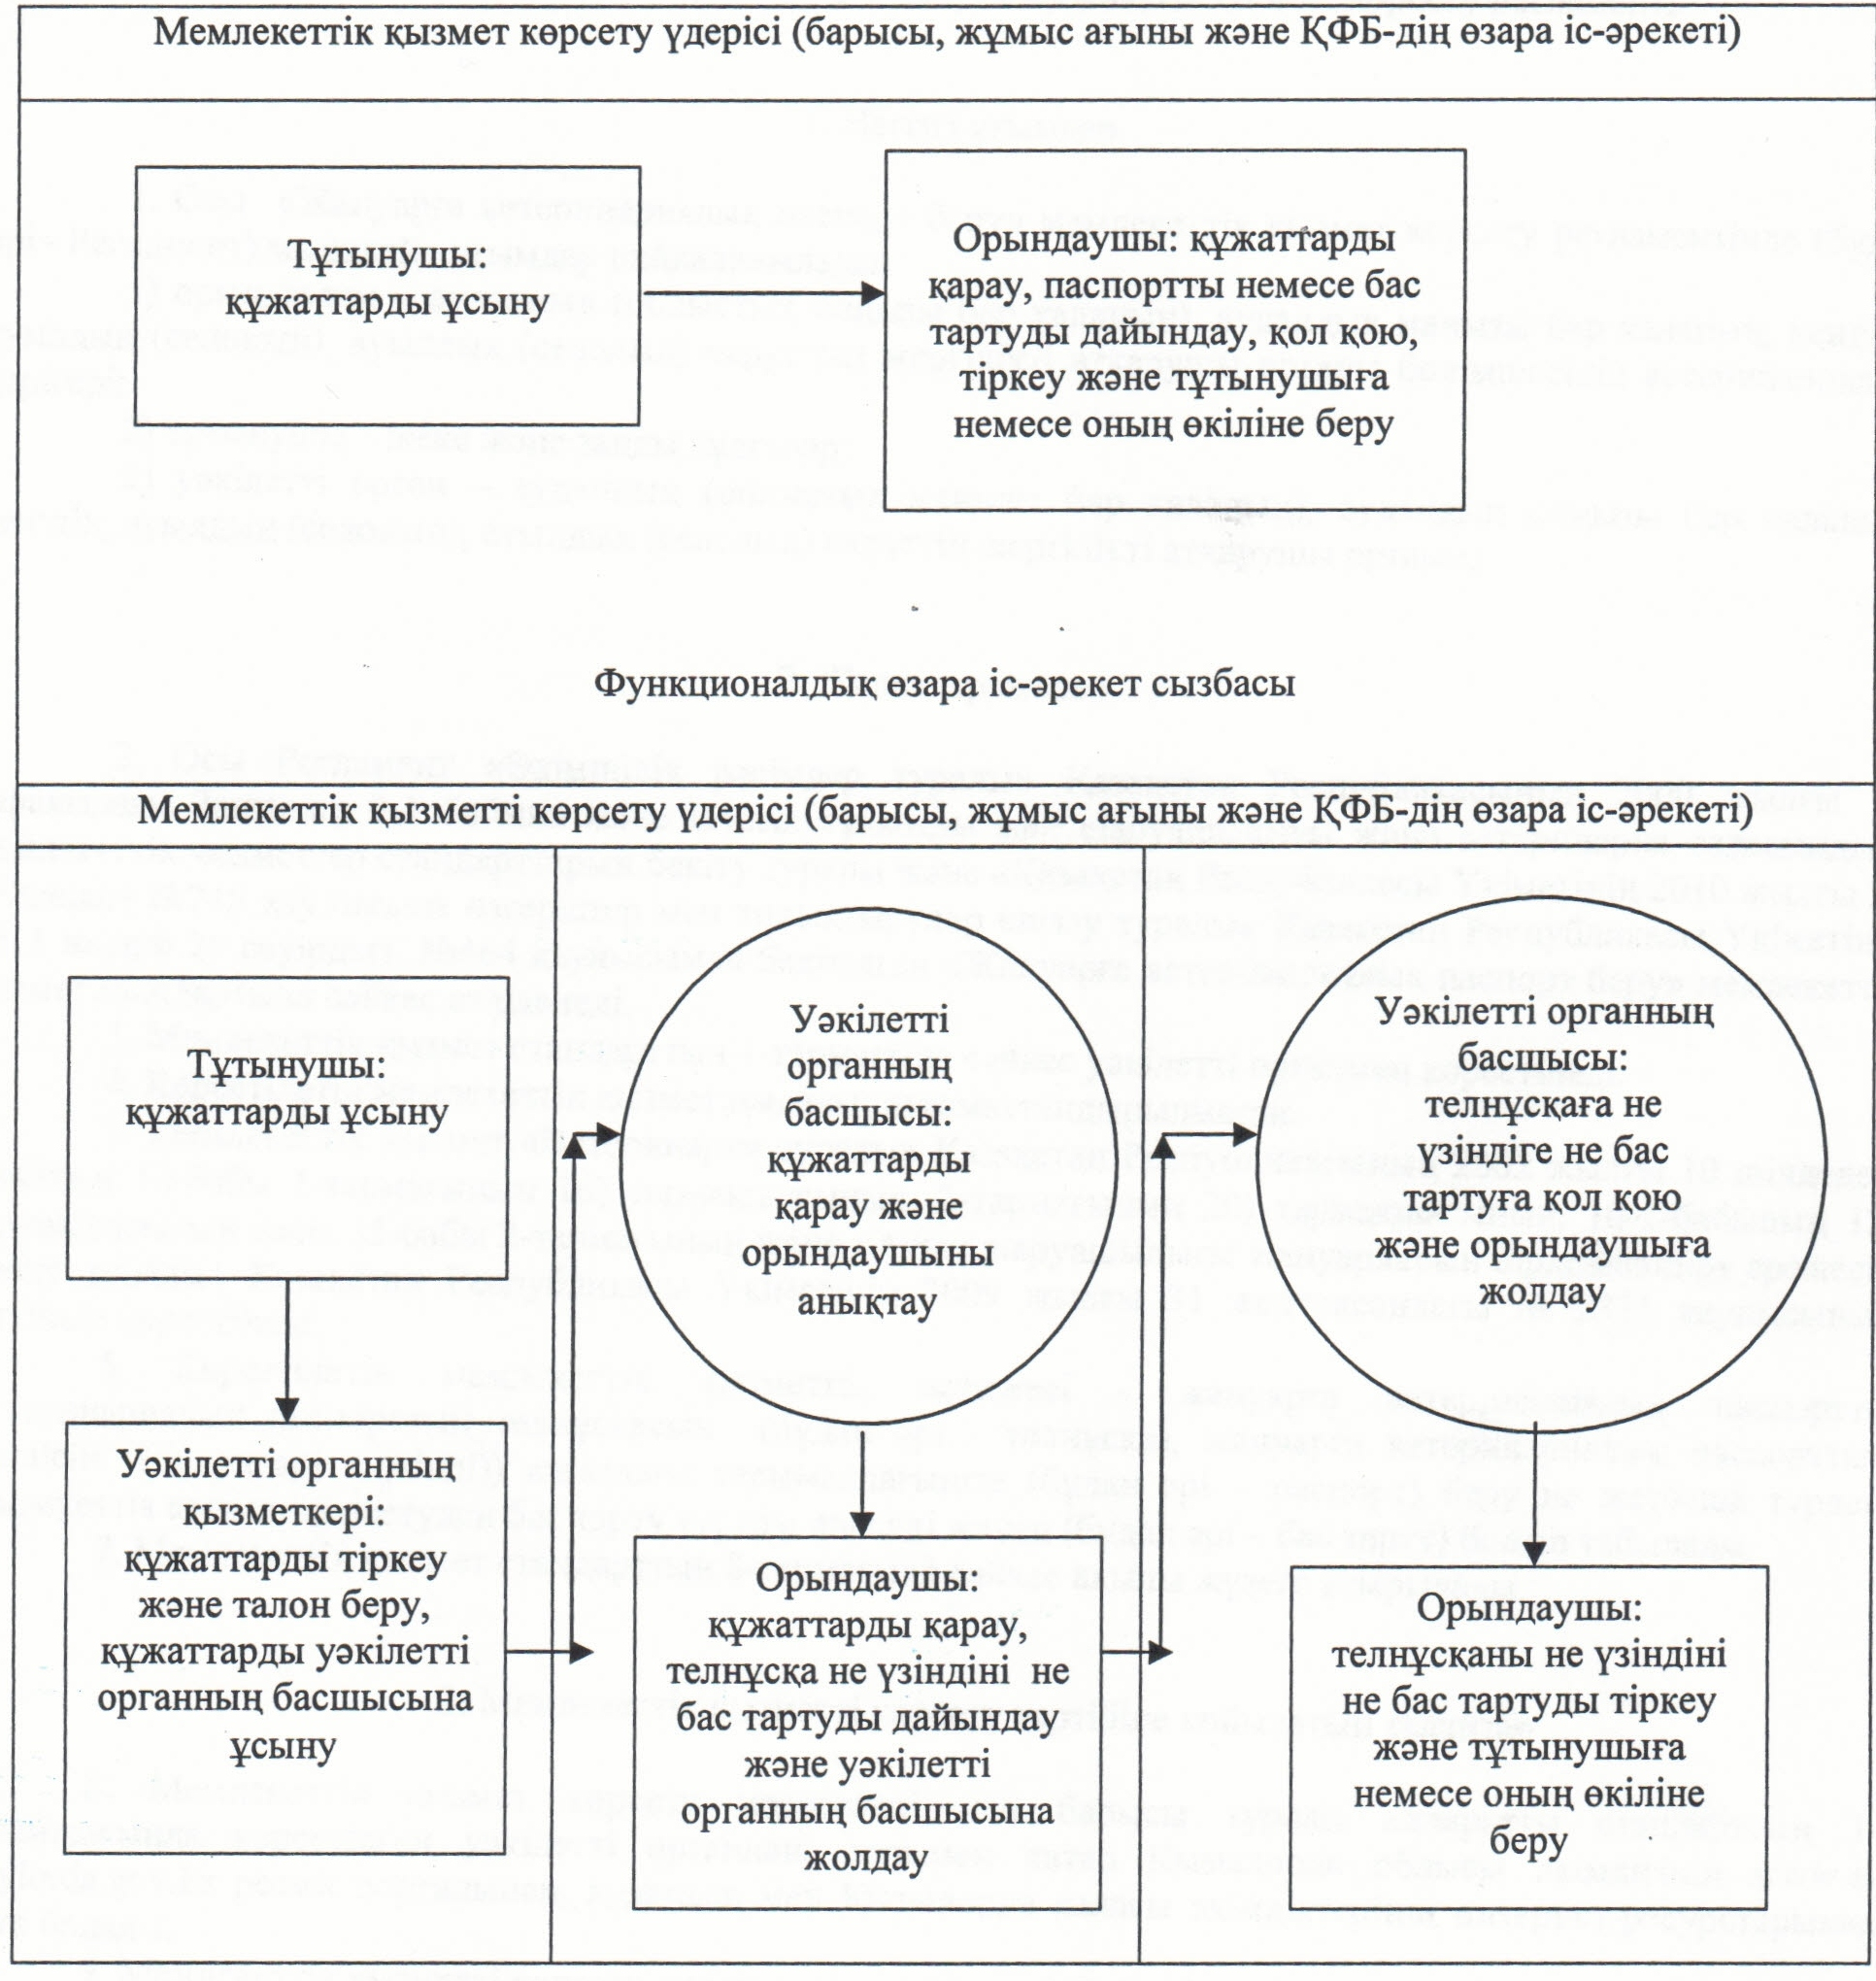 Мемлекеттік қызмет көрсету үдерісі (барысы, жұмыс ағыны және ҚФБ-дің өзара іс-әрекеті)
Тұтынушы:
құжаттарды ұсыну
Орындаушы: құжаттарды
қарау, паспортты немесе бас
тартуды дайындау, қол қою,
тіркеу және тұтынушыға
немесе оның өкіліне беру
Функционалдық өзара іс-әрекет сызбасы
Мемлекеттік қызметті көрсету үдерісі (барысы, жұмыс ағыны және ҚФБ-дің өзара іс-әрекеті)
Тұтынушы:
құжаттарды ұсыну
Уәкілетті органның
қызметкері:
құжаттарды тіркеу
және талон беру,
құжаттарды уәкілетті
органның басшысына
ұсыну
Уәкілетті
органның
басшысы:
құжаттарды
қарау және
орындаушыны
анықтау
Орындаушы:
құжаттарды қарау,
телнұсқа не үзіндіні не
бас тартуды дайындау
және уәкілетті
органның басшысына
жолдау
Уәкілетті органның
басшысы:
телнұсқаға не
үзіндіге не бас
тартуға қол қою
және орындаушыға
жолдау
Орындаушы:
телнұсқаны не үзіндіні
не бас тартуды тіркеу
және тұтынушыға
немесе оның өкіліне
беру